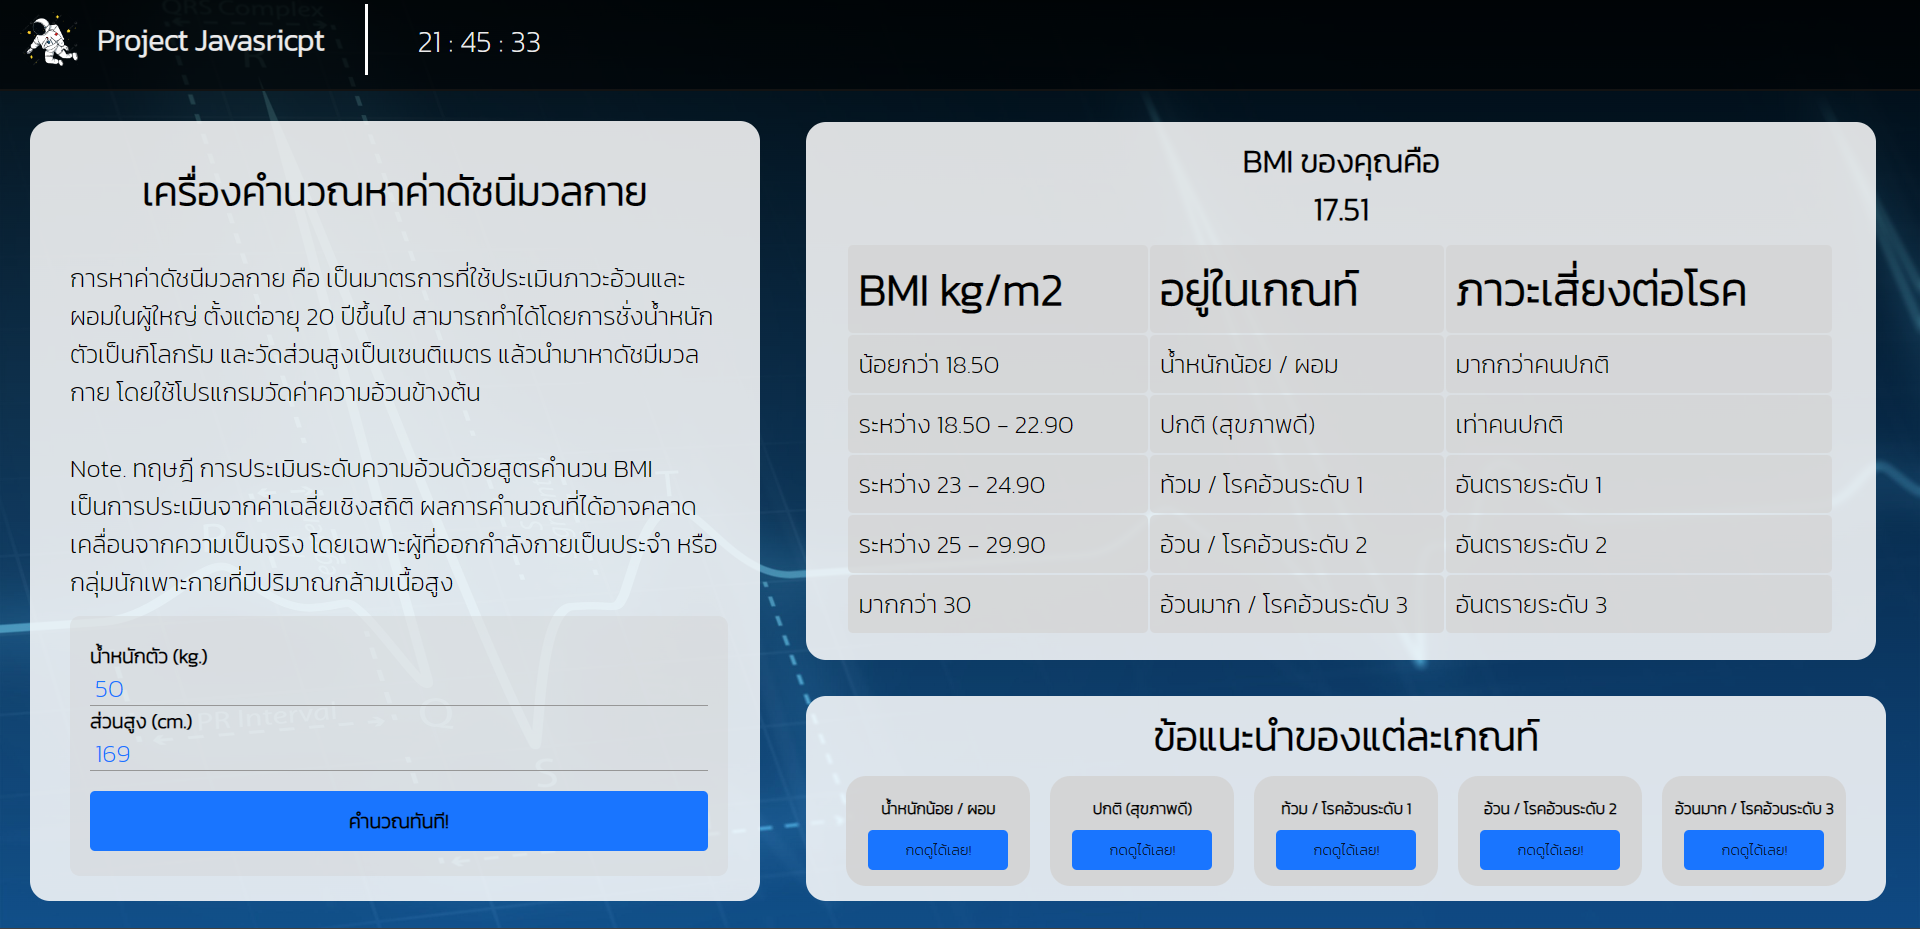 Project Javasricpt
21 : 45 : 33
เครื่องคำนวณหาค่าดัชนีมวลกาย
การหาค่าดัชนีมวลกาย คือ เป็นมาตรการที่ใช้ประเมินภาวะอ้วนและ
ผอมในผู้ใหญ่ ตั้งแต่อายุ 20 ปีขึ้นไป สามารถทำได้โดยการชั่งน้ำหนัก
ตัวเป็นกิโลกรัม และวัดส่วนสูงเป็นเซนติเมตร แล้วนำมาหาดัชมีมวล
กาย โดยใช้โปรแกรมวัดค่าความอ้วนข้างต้น
Note. ทฤษฎี การประเมินระดับความอ้วนด้วยสูตรคำนวน BMI
เป็นการประเมินจากค่าเฉลี่ยเชิงสถิติ ผลการคำนวณที่ได้อาจคลาด
เคลื่อนจากความเป็นจริง โดยเฉพาะผู้ที่ออกกำลังกายเป็นประจำ หรือ
กลุ่มนักเพาะกายที่มีปริมาณกล้ามเนื้อสูง
น้ำหนักตัว (kg.)
50
ส่วนสูง (cm.)
169
คำนวณทันที!
BMI ของคุณคือ
17.51
BMI kg/m2 อยู่ในเกณท์ ภาวะเสี่ยงต่อโรค
น้อยกว่า 18.50 น้ำหนักน้อย / ผอม มากกว่าคนปกติ
ระหว่าง 18.50 - 22.90 ปกติ (สุขภาพดี) เท่าคนปกติ
ระหว่าง 23 - 24.90 ท้วม / โรคอ้วนระดับ 1 อันตรายระดับ 1
ระหว่าง 25 - 29.90 อ้วน / โรคอ้วนระดับ 2 อันตรายระดับ 2
มากกว่า 30 อ้วนมาก / โรคอ้วนระดับ 3 อันตรายระดับ 3
ข้อแนะนำของแต่ละเกณท์
น้ำหนักน้อย / ผอม ปกติ (สุขภาพดี) ท้วม / โรคอ้วนระดับ 1 อ้วน / โรคอ้วนระดับ 2 อ้วนมาก / โรคอ้วนระดับ 3
กดดูได้เลย! กดดูได้เลย! กดดูได้เลย! กดดูได้เลย! กดดูได้เลย!
QRS Complex
R
T
P
PR Interval
Q
S